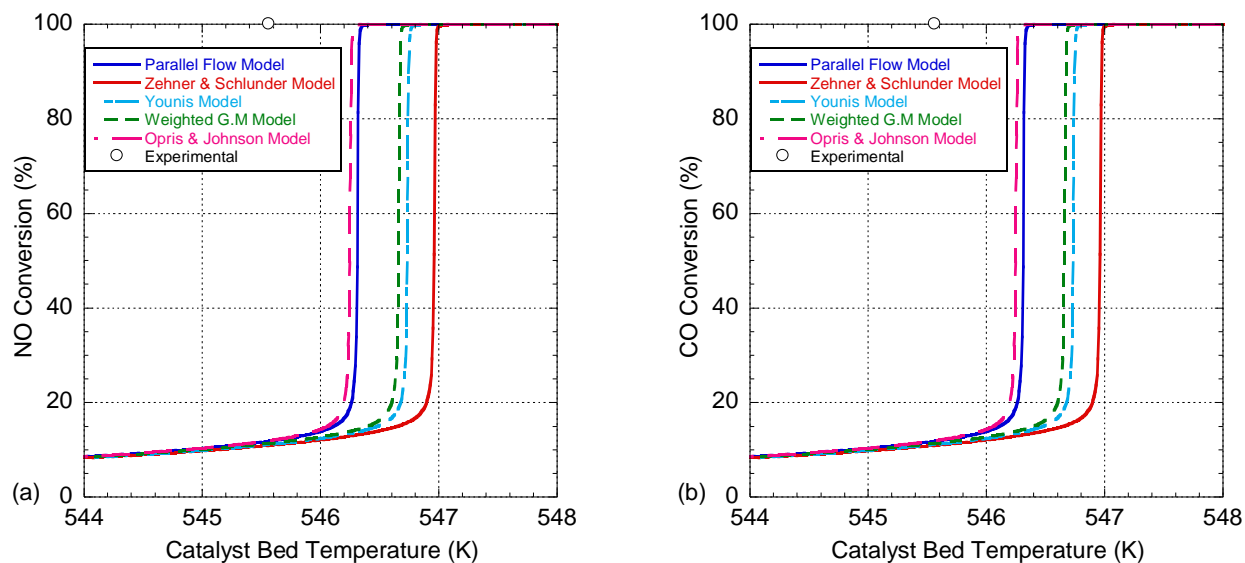 100
80
60
40
20
0
NO Conversion (%)
Parallel Flow Model
Zehner & Schlunder Model
Younis Model
Weighted G.M Model
Opris & Johnson Model
Experimental
(a)
544 545 546 547 548
Catalyst Bed Temperature (K)
100
80
60
40
20
0
CO Conversion (%)
Parallel Flow Model
Zehner & Schlunder Model
Younis Model
Weighted G.M Model
Opris & Johnson Model
Experimental
(b)
544 545 546 547 548
Catalyst Bed Temperature (K)